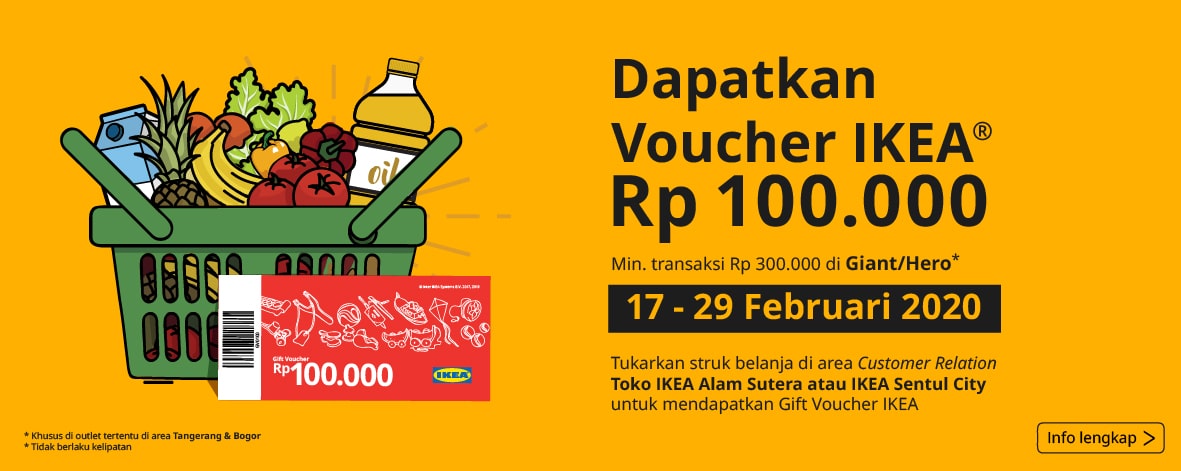 Dapatkan
Voucher IKEA®
Rp 100.000
Min. transaksi Rp 300.000 di Giant/Hero*
17 - 29 Februari 2020
Tukarkan struk belanja di area Customer Relation
Toko IKEA Alam Sutera atau IKEA Sentul City
untuk mendapatkan Gift Voucher IKEA
Info lengkap >
oil
Gift Voucher
Rp100.000
IKEA
* Khusus di outlet tertentu di area Tangerang & Bogor
* Tidak berlaku kelipatan